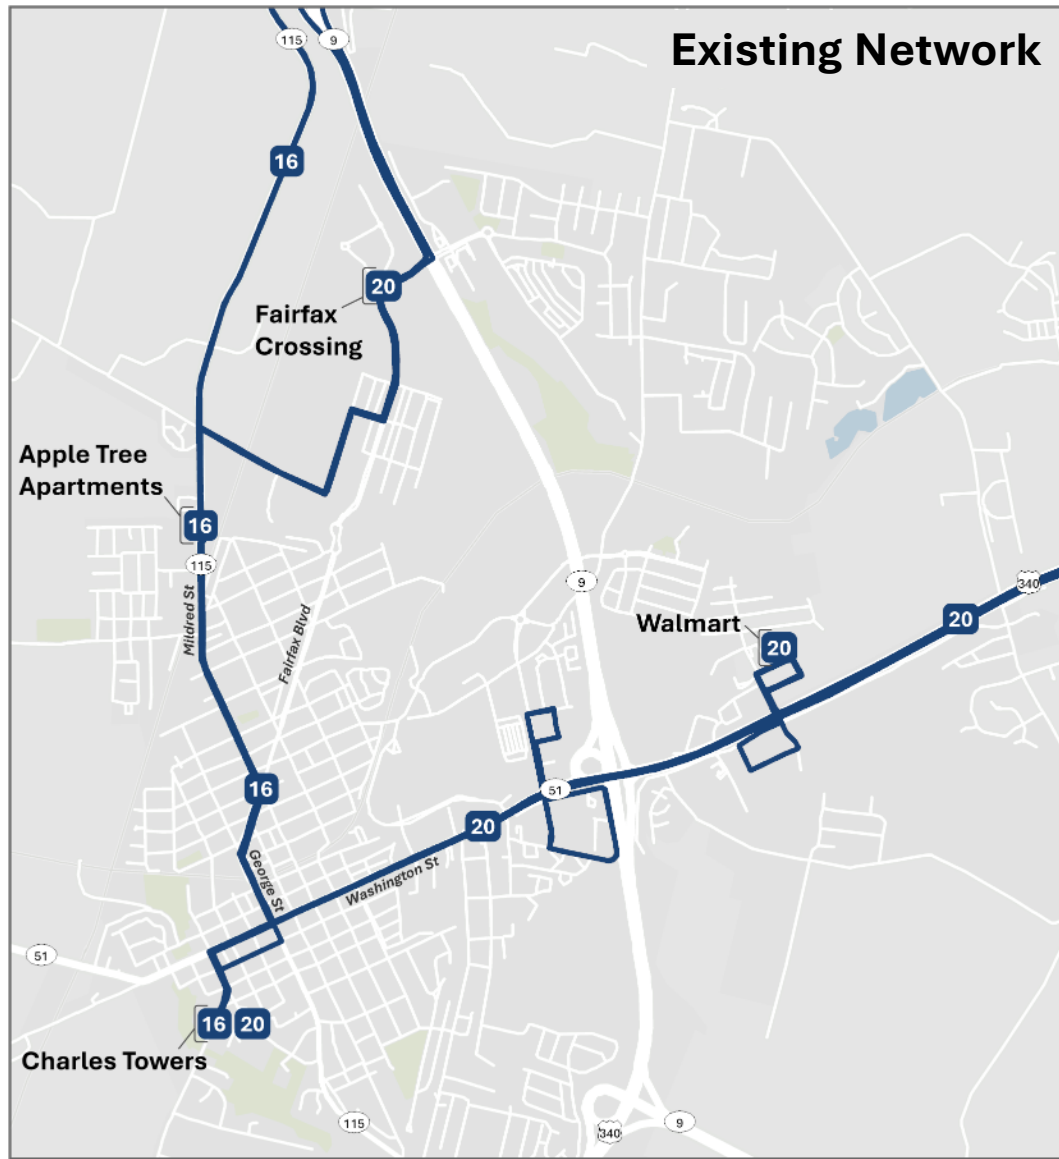 Existing Network
115
9
16
20
Fairfax
Crossing
Apple Tree
Apartments
16
115
Mildred St
Fairfax Blvd
9
340
20
Walmart
20
16
51
20
Washington St
George St
51
16
20
Charles Towers
115
340
9